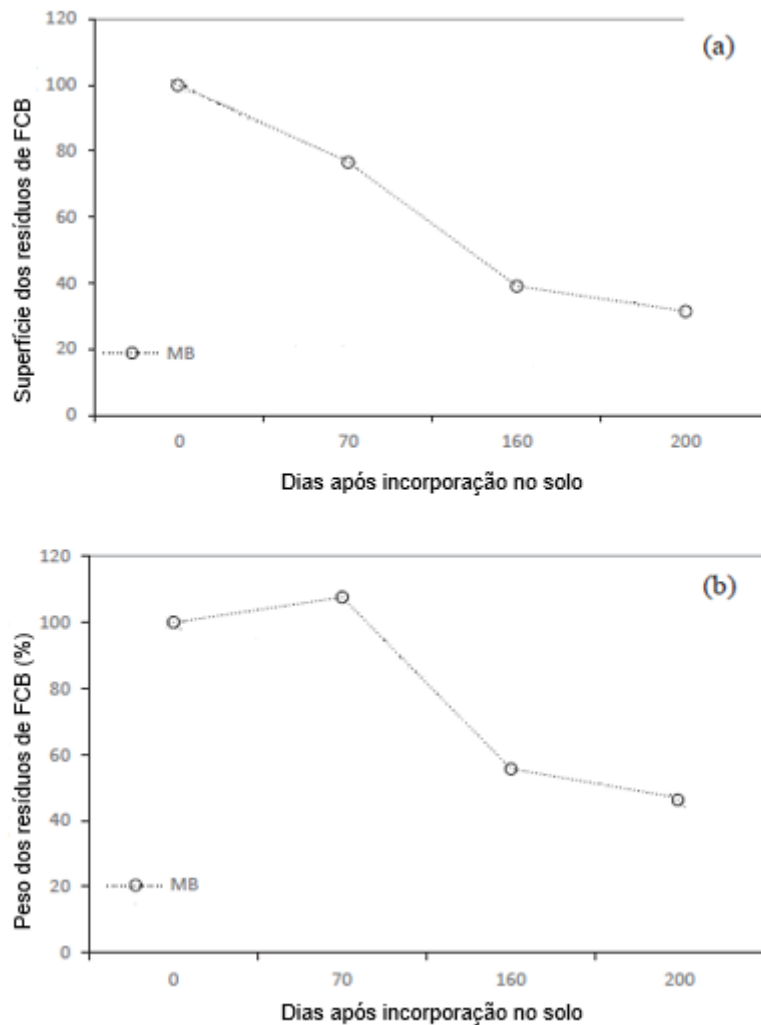 120
(a)
100
80
60
40
20
0
Superfície dos resíduos de FCB
MB
0 70 160 200
Dias após incorporação no solo
120
(b)
100
80
60
40
20
0
Peso dos resíduos de FCB (%)
MB
0 70 160 200
Dias após incorporação no solo